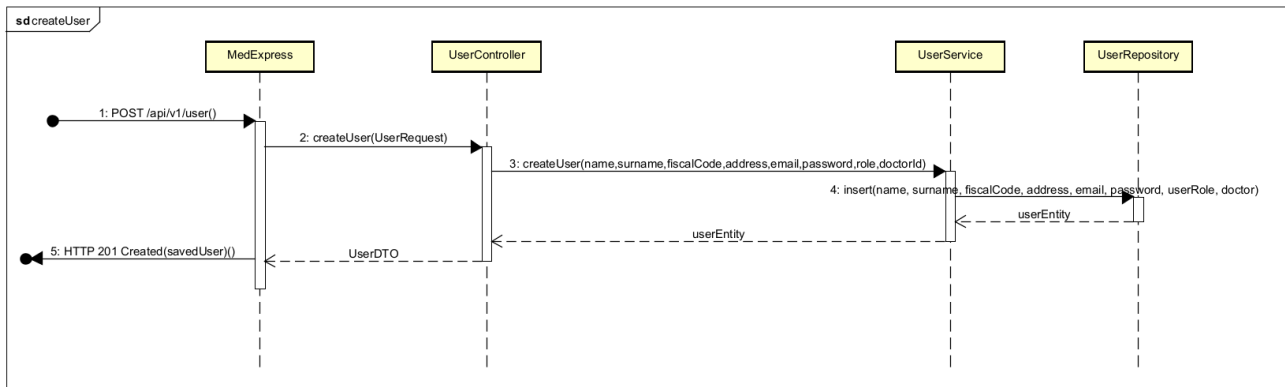 sd createUser
MedExpress
UserController
UserService
UserRepository
1: POST /api/v1/user()
2: createUser(UserRequest)
3: createUser(name,surname,fiscalCode,address,email,password,role,doctorId)
4: insert(name, surname, fiscalCode, address, email, password, userRole, doctor)
userEntity
userEntity
UserDTO
5: HTTP 201 Created(savedUser)()